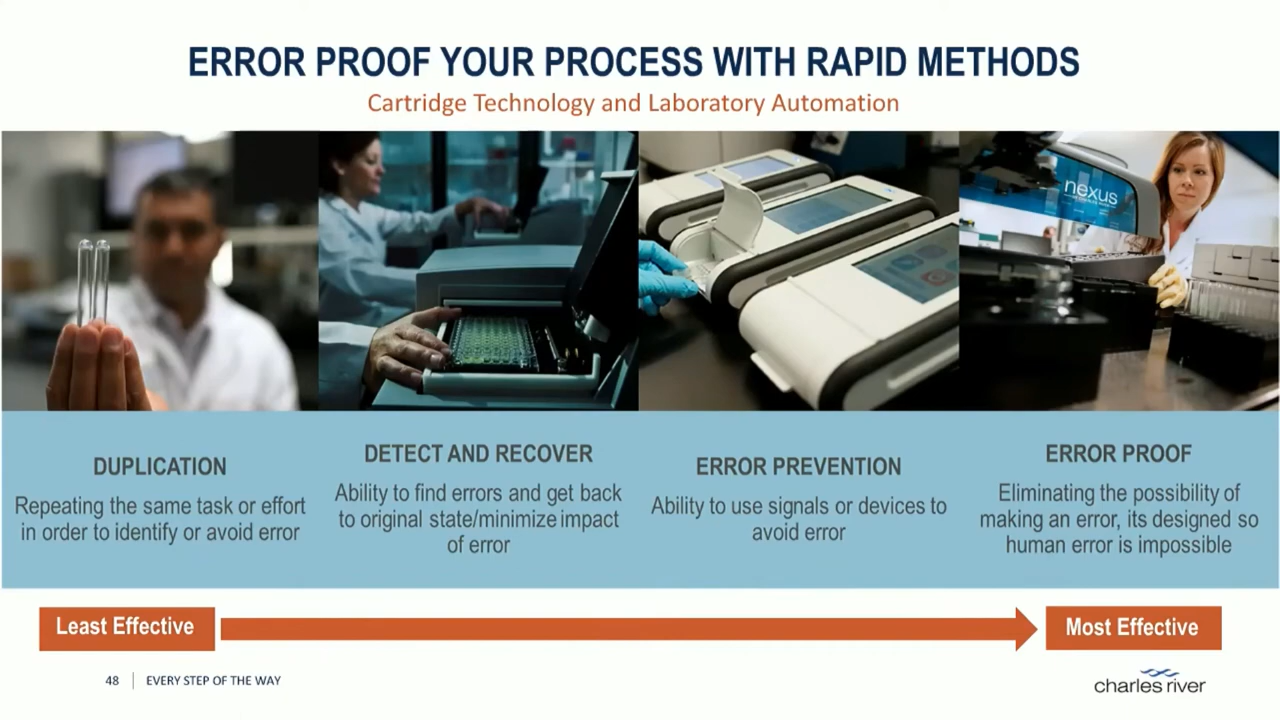 ERROR PROOF YOUR PROCESS WITH RAPID METHODS
Cartridge Technology and Laboratory Automation
nexus
DUPLICATION
Repeating the same task or effort
in order to identify or avoid error
DETECT AND RECOVER
Ability to find errors and get back
to original state/minimize impact
of error
ERROR PREVENTION
Ability to use signals or devices to
avoid error
ERROR PROOF
Eliminating the possibility of
making an error, its designed so
human error is impossible
Least Effective
Most Effective
48
EVERY STEP OF THE WAY
charles river